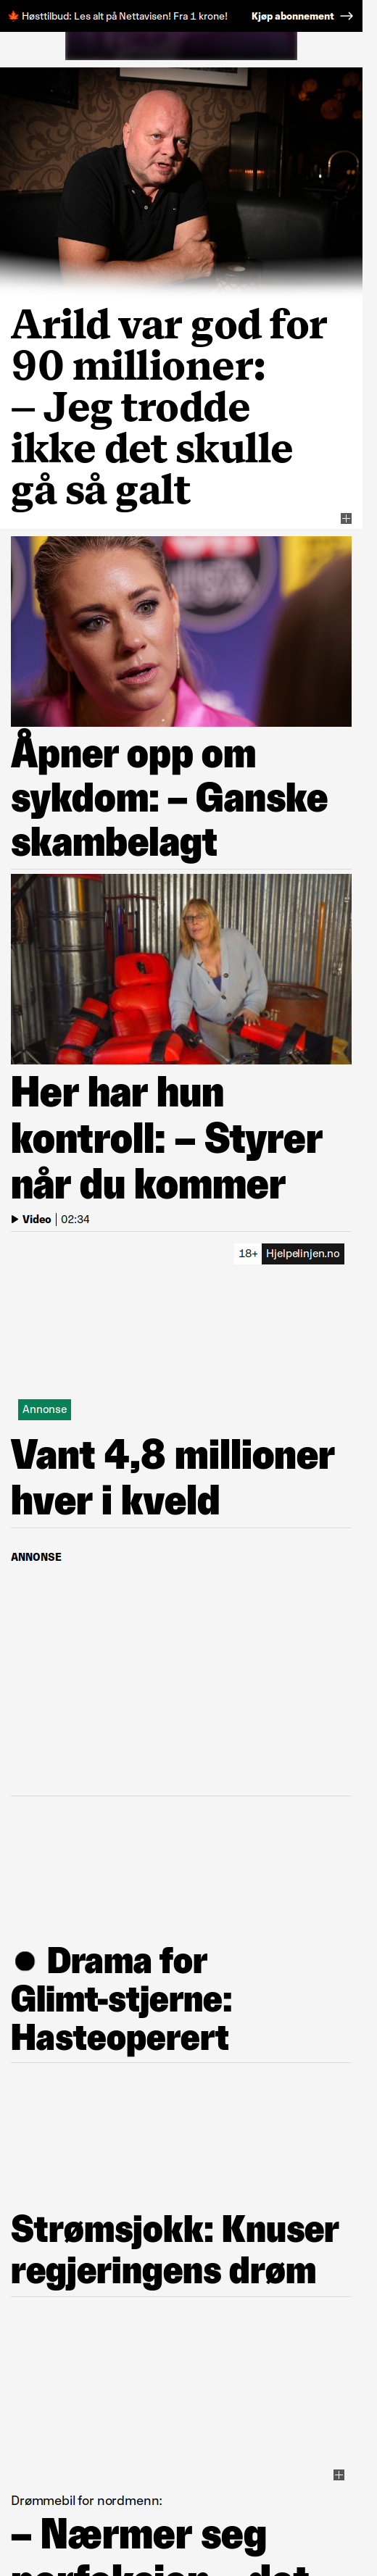 🍁 Høsttilbud: Les alt på Nettavisen! Fra 1 krone! Kjøp abonnement →
Arild var god for
90 millioner:
– Jeg trodde
ikke det skulle
gå så galt
Åpner opp om
sykdom: – Ganske
skambelagt
Her har hun
kontroll: – Styrer
når du kommer
Video | 02:34
18+ Hjelpelinjen.no
Annonse
Vant 4,8 millioner
hver i kveld
ANNONSE
● Drama for
Glimt-stjerne:
Hasteoperert
Strømsjokk: Knuser
regjeringens drøm
Drømmebil for nordmenn:
– Nærmer seg